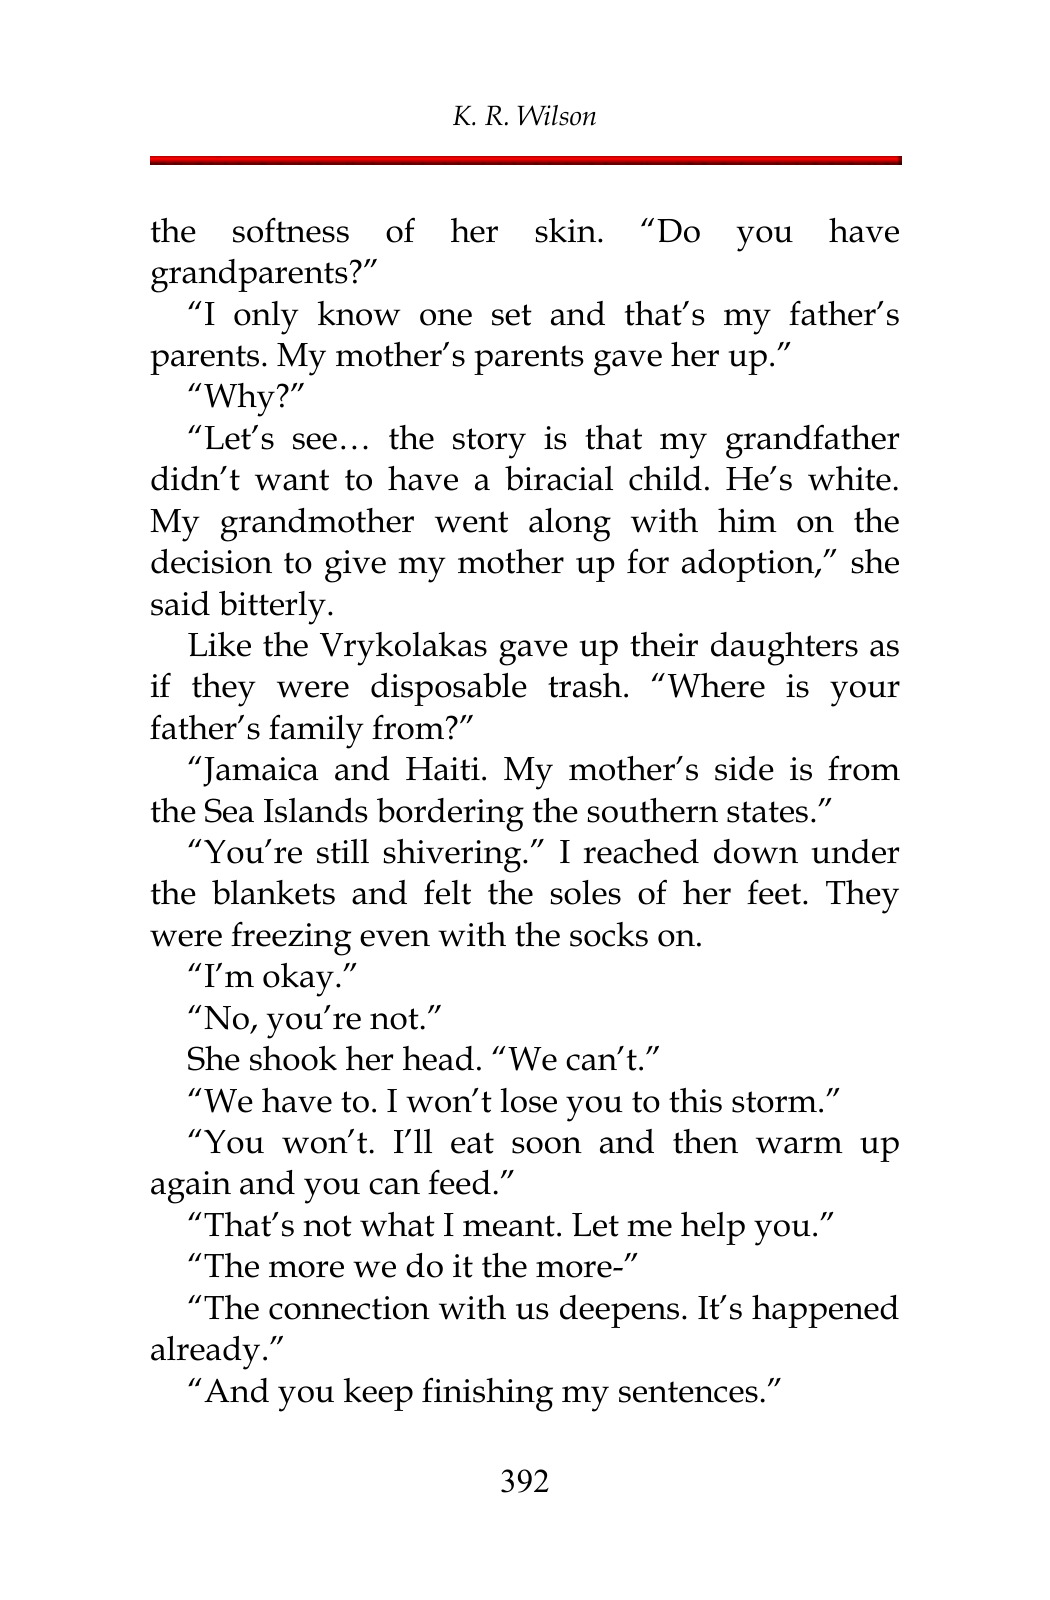 K. R. Wilson
the softness of her skin. “Do you have
grandparents?”
“I only know one set and that’s my father’s
parents. My mother’s parents gave her up.”
“Why?”
“Let’s see… the story is that my grandfather
didn’t want to have a biracial child. He’s white.
My grandmother went along with him on the
decision to give my mother up for adoption,” she
said bitterly.
Like the Vrykolakas gave up their daughters as
if they were disposable trash. “Where is your
father’s family from?”
“Jamaica and Haiti. My mother’s side is from
the Sea Islands bordering the southern states.”
“You’re still shivering.” I reached down under
the blankets and felt the soles of her feet. They
were freezing even with the socks on.
“I’m okay.”
“No, you’re not.”
She shook her head. “We can’t.”
“We have to. I won’t lose you to this storm.”
“You won’t. I’ll eat soon and then warm up
again and you can feed.”
“That’s not what I meant. Let me help you.”
“The more we do it the more-”
“The connection with us deepens. It’s happened
already.”
“And you keep finishing my sentences.”
392